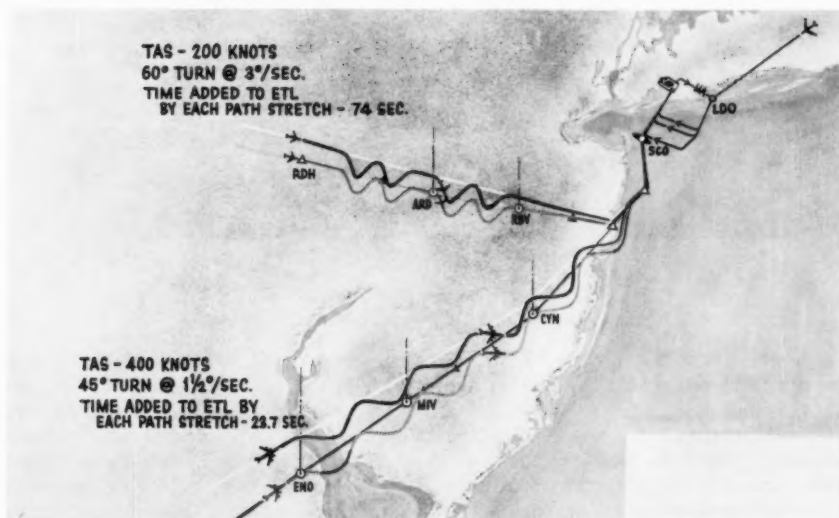 TAS - 200 KNOTS
60° TURN @ 3°/SEC.
TIME ADDED TO ETL
BY EACH PATH STRETCH - 74 SEC.
LDO
SCO
RDH
ARD
RBV
CYN
TAS - 400 KNOTS
45° TURN @ 1½°/SEC.
TIME ADDED TO ETL BY
EACH PATH STRETCH - 23.7 SEC.
MIV
ENO